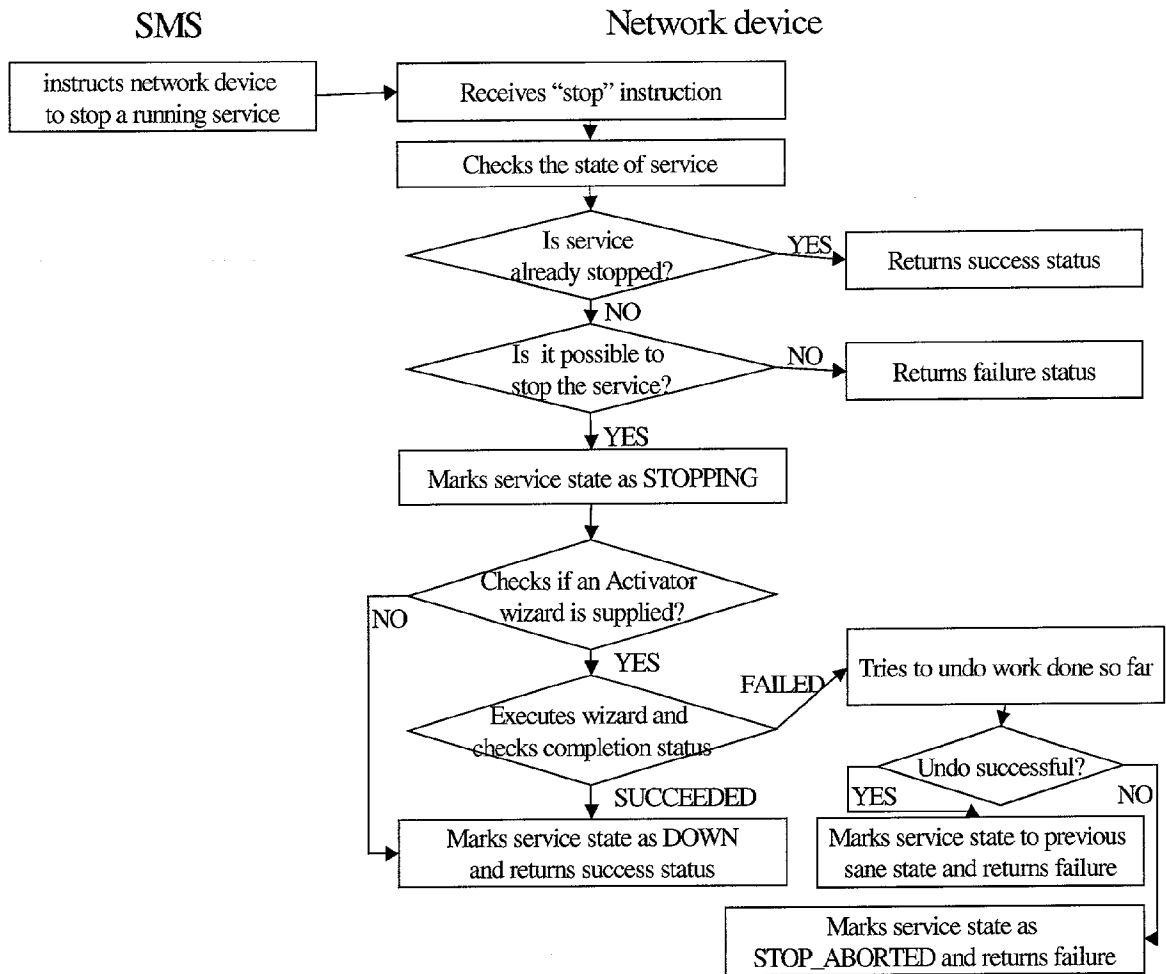 SMS
Network device
instructs network device
to stop a running service
Receives “stop” instruction
Checks the state of service
Is service
already stopped?
YES
Returns success status
NO
Is it possible to
stop the service?
NO
Returns failure status
YES
Marks service state as STOPPING
Checks if an Activator
wizard is supplied?
NO
YES
FAILED
Tries to undo work done so far
Executes wizard and
checks completion status
Undo successful?
YES
NO
SUCCEEDED
Marks service state as DOWN
and returns success status
Marks service state to previous
sane state and returns failure
Marks service state as
STOP_ABORTED and returns failure